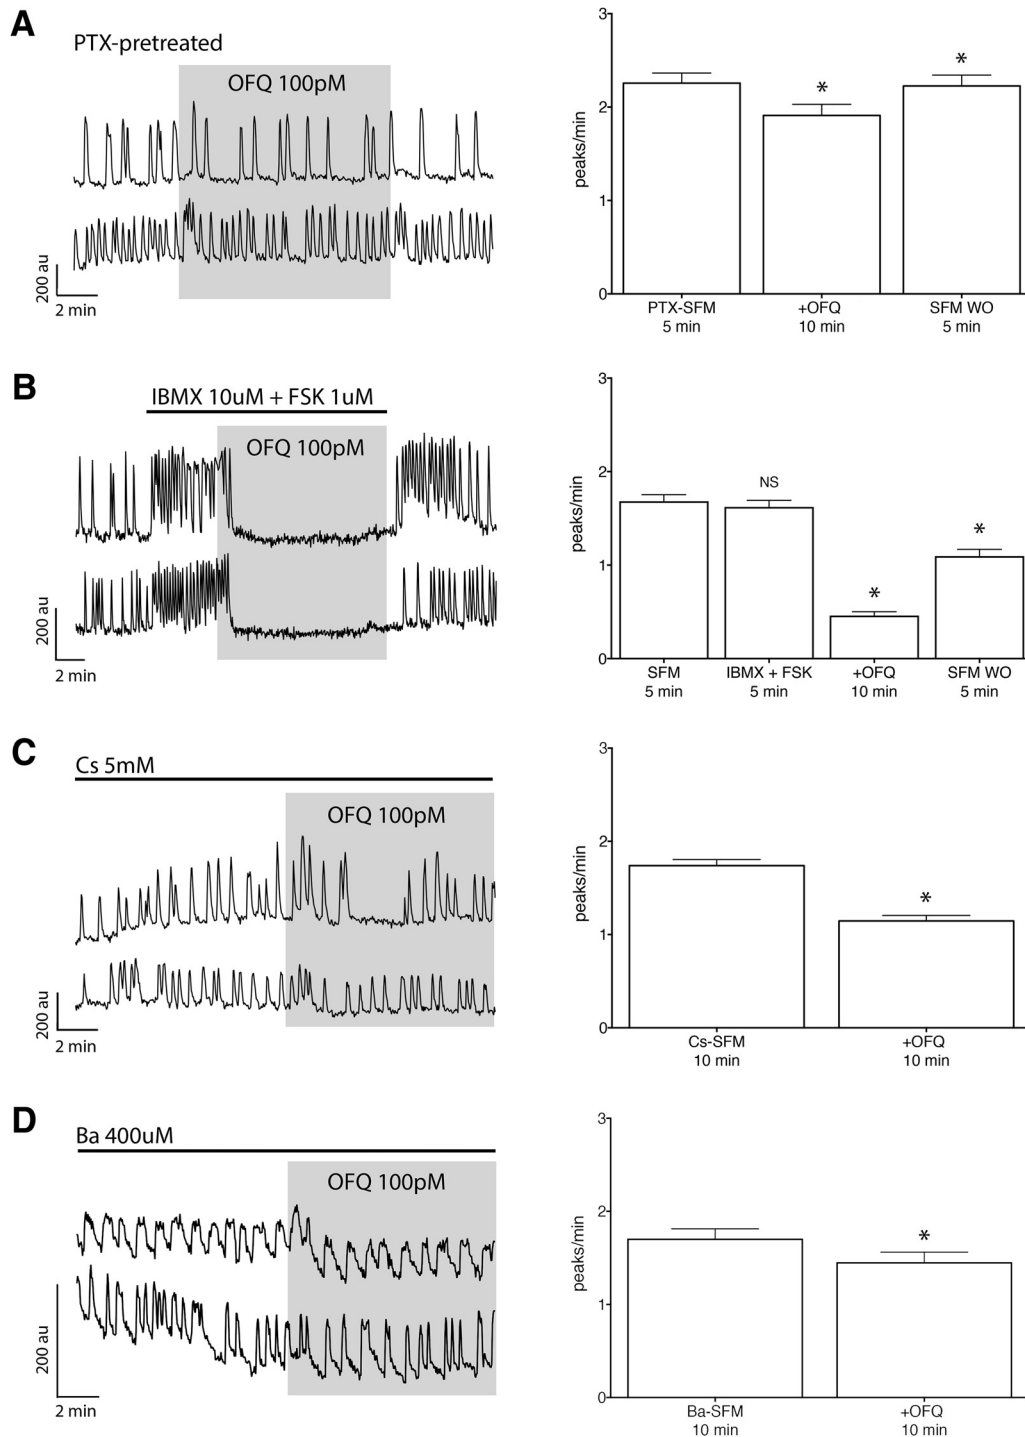 A
PTX-pretreated
OFQ 100pM
200 au
2 min
peaks/min
3
2
1
0
*
*
PTX-SFM
5 min
+OFQ
10 min
SFM WO
5 min
B
IBMX 10uM + FSK 1uM
OFQ 100pM
200 au
2 min
peaks/min
3
2
1
0
NS
*
*
SFM
5 min
IBMX + FSK
5 min
+OFQ
10 min
SFM WO
5 min
C
Cs 5mM
OFQ 100pM
200 au
2 min
peaks/min
3
2
1
0
*
Cs-SFM
10 min
+OFQ
10 min
D
Ba 400uM
OFQ 100pM
200 au
2 min
peaks/min
3
2
1
0
*
Ba-SFM
10 min
+OFQ
10 min